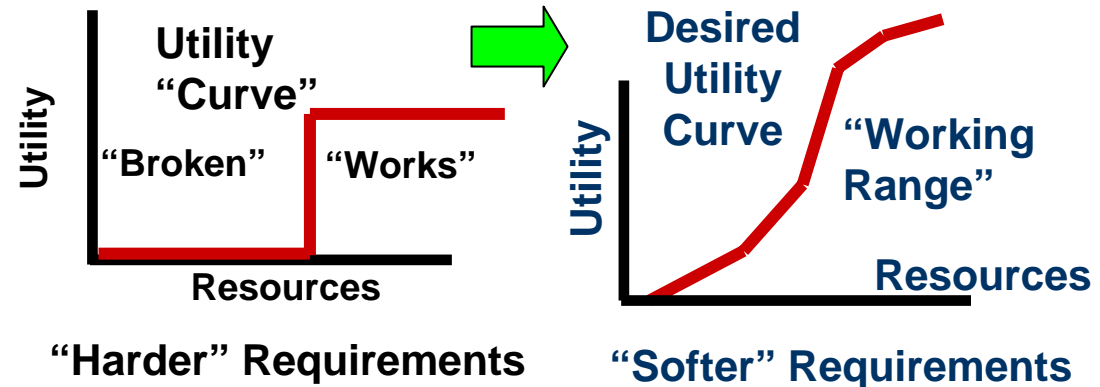 Utility
“Curve”
Utility
“Broken”
“Works”
Resources
“Harder” Requirements
Desired
Utility
Curve
Utility
“Working
Range”
Resources
“Softer” Requirements